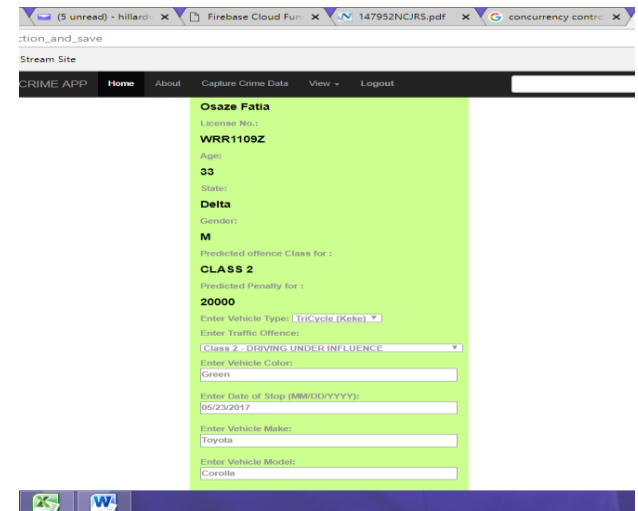 (5 unread) - hillard
Firebase Cloud Fun
147952NCJRS.pdf
concurrency contro
ction_and_save
Stream Site
CRIME APP Home About Capture Crime Data View Logout
Osaze Fatia
License No.:
WRR1109Z
Age:
33
State:
Delta
Gender:
M
Predicted offence Class for :
CLASS 2
Predicted Penalty for :
20000
Enter Vehicle Type: TriCycle (Keke)
Enter Traffic Offence:
Class 2 - DRIVING UNDER INFLUENCE
Enter Vehicle Color:
Green
Enter Date of Stop (MM/DD/YYYY):
05/23/2017
Enter Vehicle Make:
Toyota
Enter Vehicle Model:
Corolla